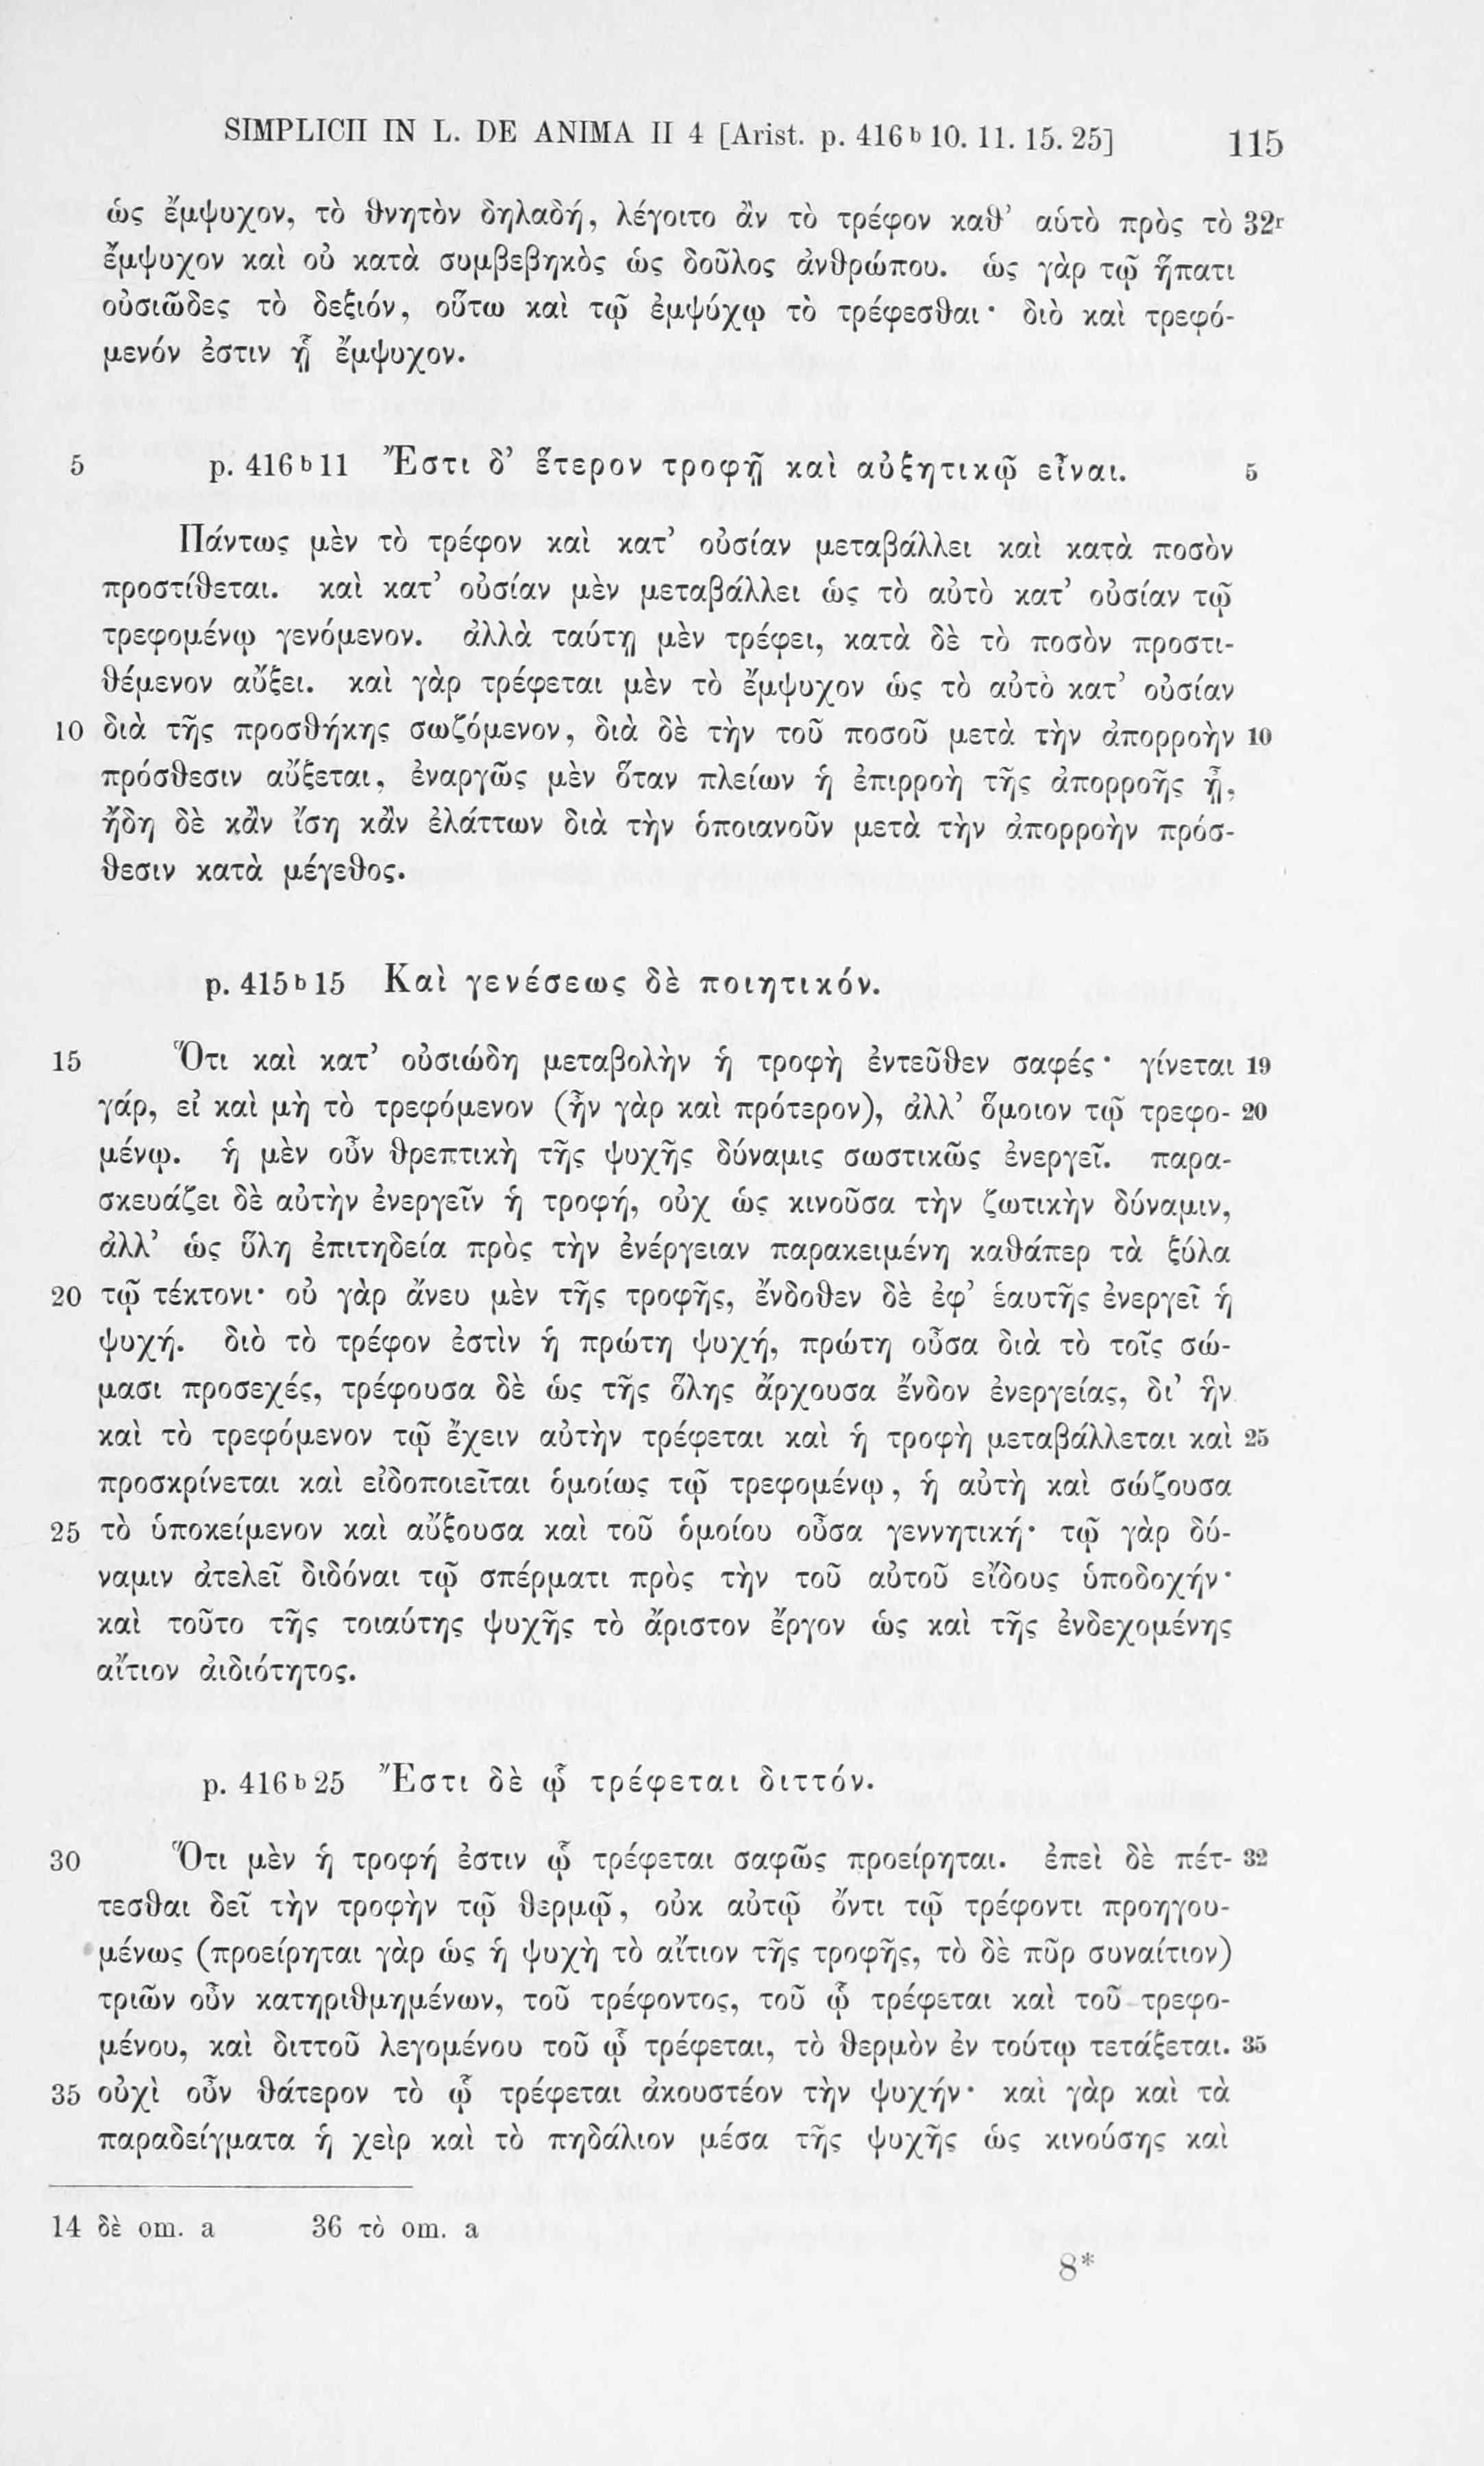 SIMPLICII IN L. DE ANIMA II 4 [Arist. p. 416 b 10. 11. 15. 25] 115
ὡς ἔμψυχον, τὸ θνητὸν δηλαδή, λέγοιτο ἂν τὸ τρέφον καθ’ αὑτὸ πρὸς τὸ 32r
ἔμψυχον καὶ οὐ κατὰ συμβεβηκὸς ὡς δοῦλος ἀνθρώπου. ὡς γὰρ τῷ ἥπατι
οὐσιῶδες τὸ δεξιόν, οὕτω καὶ τῷ ἐμψύχῳ τὸ τρέφεσθαι· διὸ καὶ τρεφό-
μενόν ἐστιν ᾗ ἔμψυχον.
5 p. 416 b 11 Ἔστι δ’ ἕτερον τροφῇ καὶ αὐξητικῷ εἶναι. 5
Πάντως μὲν τὸ τρέφον καὶ κατ’ οὐσίαν μεταβάλλει καὶ κατὰ ποσὸν
προστίθεται. καὶ κατ’ οὐσίαν μὲν μεταβάλλει ὡς τὸ αὐτὸ κατ’ οὐσίαν τῷ
τρεφομένῳ γενόμενον. ἀλλὰ ταύτῃ μὲν τρέφει, κατὰ δὲ τὸ ποσὸν προστι-
θέμενον αὔξει. καὶ γὰρ τρέφεται μὲν τὸ ἔμψυχον ὡς τὸ αὐτὸ κατ’ οὐσίαν
10 διὰ τῆς προσθήκης σωζόμενον, διὰ δὲ τὴν τοῦ ποσοῦ μετὰ τὴν ἀπορροὴν 10
πρόσθεσιν αὔξεται, ἐναργῶς μὲν ὅταν πλείων ἡ ἐπιρροὴ τῆς ἀπορροῆς ᾖ,
ἤδη δὲ κἂν ἴση κἂν ἐλάττων διὰ τὴν ὁποιανοῦν μετὰ τὴν ἀπορροὴν πρόσ-
θεσιν κατὰ μέγεθος.
p. 415 b 15 Καὶ γενέσεως δὲ ποιητικόν.
15 Ὅτι καὶ κατ’ οὐσιώδη μεταβολὴν ἡ τροφὴ ἐντεῦθεν σαφές· γίνεται 19
γάρ, εἰ καὶ μὴ τὸ τρεφόμενον (ἦν γὰρ καὶ πρότερον), ἀλλ’ ὅμοιον τῷ τρεφο- 20
μένῳ. ἡ μὲν οὖν θρεπτικὴ τῆς ψυχῆς δύναμις σωστικῶς ἐνεργεῖ. παρα-
σκευάζει δὲ αὐτὴν ἐνεργεῖν ἡ τροφή, οὐχ ὡς κινοῦσα τὴν ζωτικὴν δύναμιν,
ἀλλ’ ὡς ὕλη ἐπιτηδεία πρὸς τὴν ἐνέργειαν παρακειμένη καθάπερ τὰ ξύλα
20 τῷ τέκτονι· οὐ γὰρ ἄνευ μὲν τῆς τροφῆς, ἔνδοθεν δὲ ἐφ’ ἑαυτῆς ἐνεργεῖ ἡ
ψυχή. διὸ τὸ τρέφον ἐστὶν ἡ πρώτη ψυχή, πρώτη οὖσα διὰ τὸ τοῖς σώ-
μασι προσεχές, τρέφουσα δὲ ὡς τῆς ὅλης ἄρχουσα ἔνδον ἐνεργείας, δι’ ἣν
καὶ τὸ τρεφόμενον τῷ ἔχειν αὐτὴν τρέφεται καὶ ἡ τροφὴ μεταβάλλεται καὶ 25
προσκρίνεται καὶ εἰδοποιεῖται ὁμοίως τῷ τρεφομένῳ, ἡ αὐτὴ καὶ σώζουσα
25 τὸ ὑποκείμενον καὶ αὔξουσα καὶ τοῦ ὁμοίου οὖσα γεννητική· τῷ γὰρ δύ-
ναμιν ἀτελεῖ διδόναι τῷ σπέρματι πρὸς τὴν τοῦ αὐτοῦ εἴδους ὑποδοχήν·
καὶ τοῦτο τῆς τοιαύτης ψυχῆς τὸ ἄριστον ἔργον ὡς καὶ τῆς ἐνδεχομένης
αἴτιον ἀιδιότητος.
p. 416 b 25 Ἔστι δὲ ᾧ τρέφεται διττόν.
30 Ὅτι μὲν ἡ τροφή ἐστιν ᾧ τρέφεται σαφῶς προείρηται. ἐπεὶ δὲ πέτ- 32
τεσθαι δεῖ τὴν τροφὴν τῷ θερμῷ, οὐκ αὐτῷ ὄντι τῷ τρέφοντι προηγου-
μένως (προείρηται γὰρ ὡς ἡ ψυχὴ τὸ αἴτιον τῆς τροφῆς, τὸ δὲ πῦρ συναίτιον)
τριῶν οὖν κατηριθμημένων, τοῦ τρέφοντος, τοῦ ᾧ τρέφεται καὶ τοῦ τρεφο-
μένου, καὶ διττοῦ λεγομένου τοῦ ᾧ τρέφεται, τὸ θερμὸν ἐν τούτῳ τετάξεται. 35
35 οὐχὶ οὖν θάτερον τὸ ᾧ τρέφεται ἀκουστέον τὴν ψυχήν· καὶ γὰρ καὶ τὰ
παραδείγματα ἡ χεὶρ καὶ τὸ πηδάλιον μέσα τῆς ψυχῆς ὡς κινούσης καὶ
14 δὲ om. a 36 τὸ om. a
8*